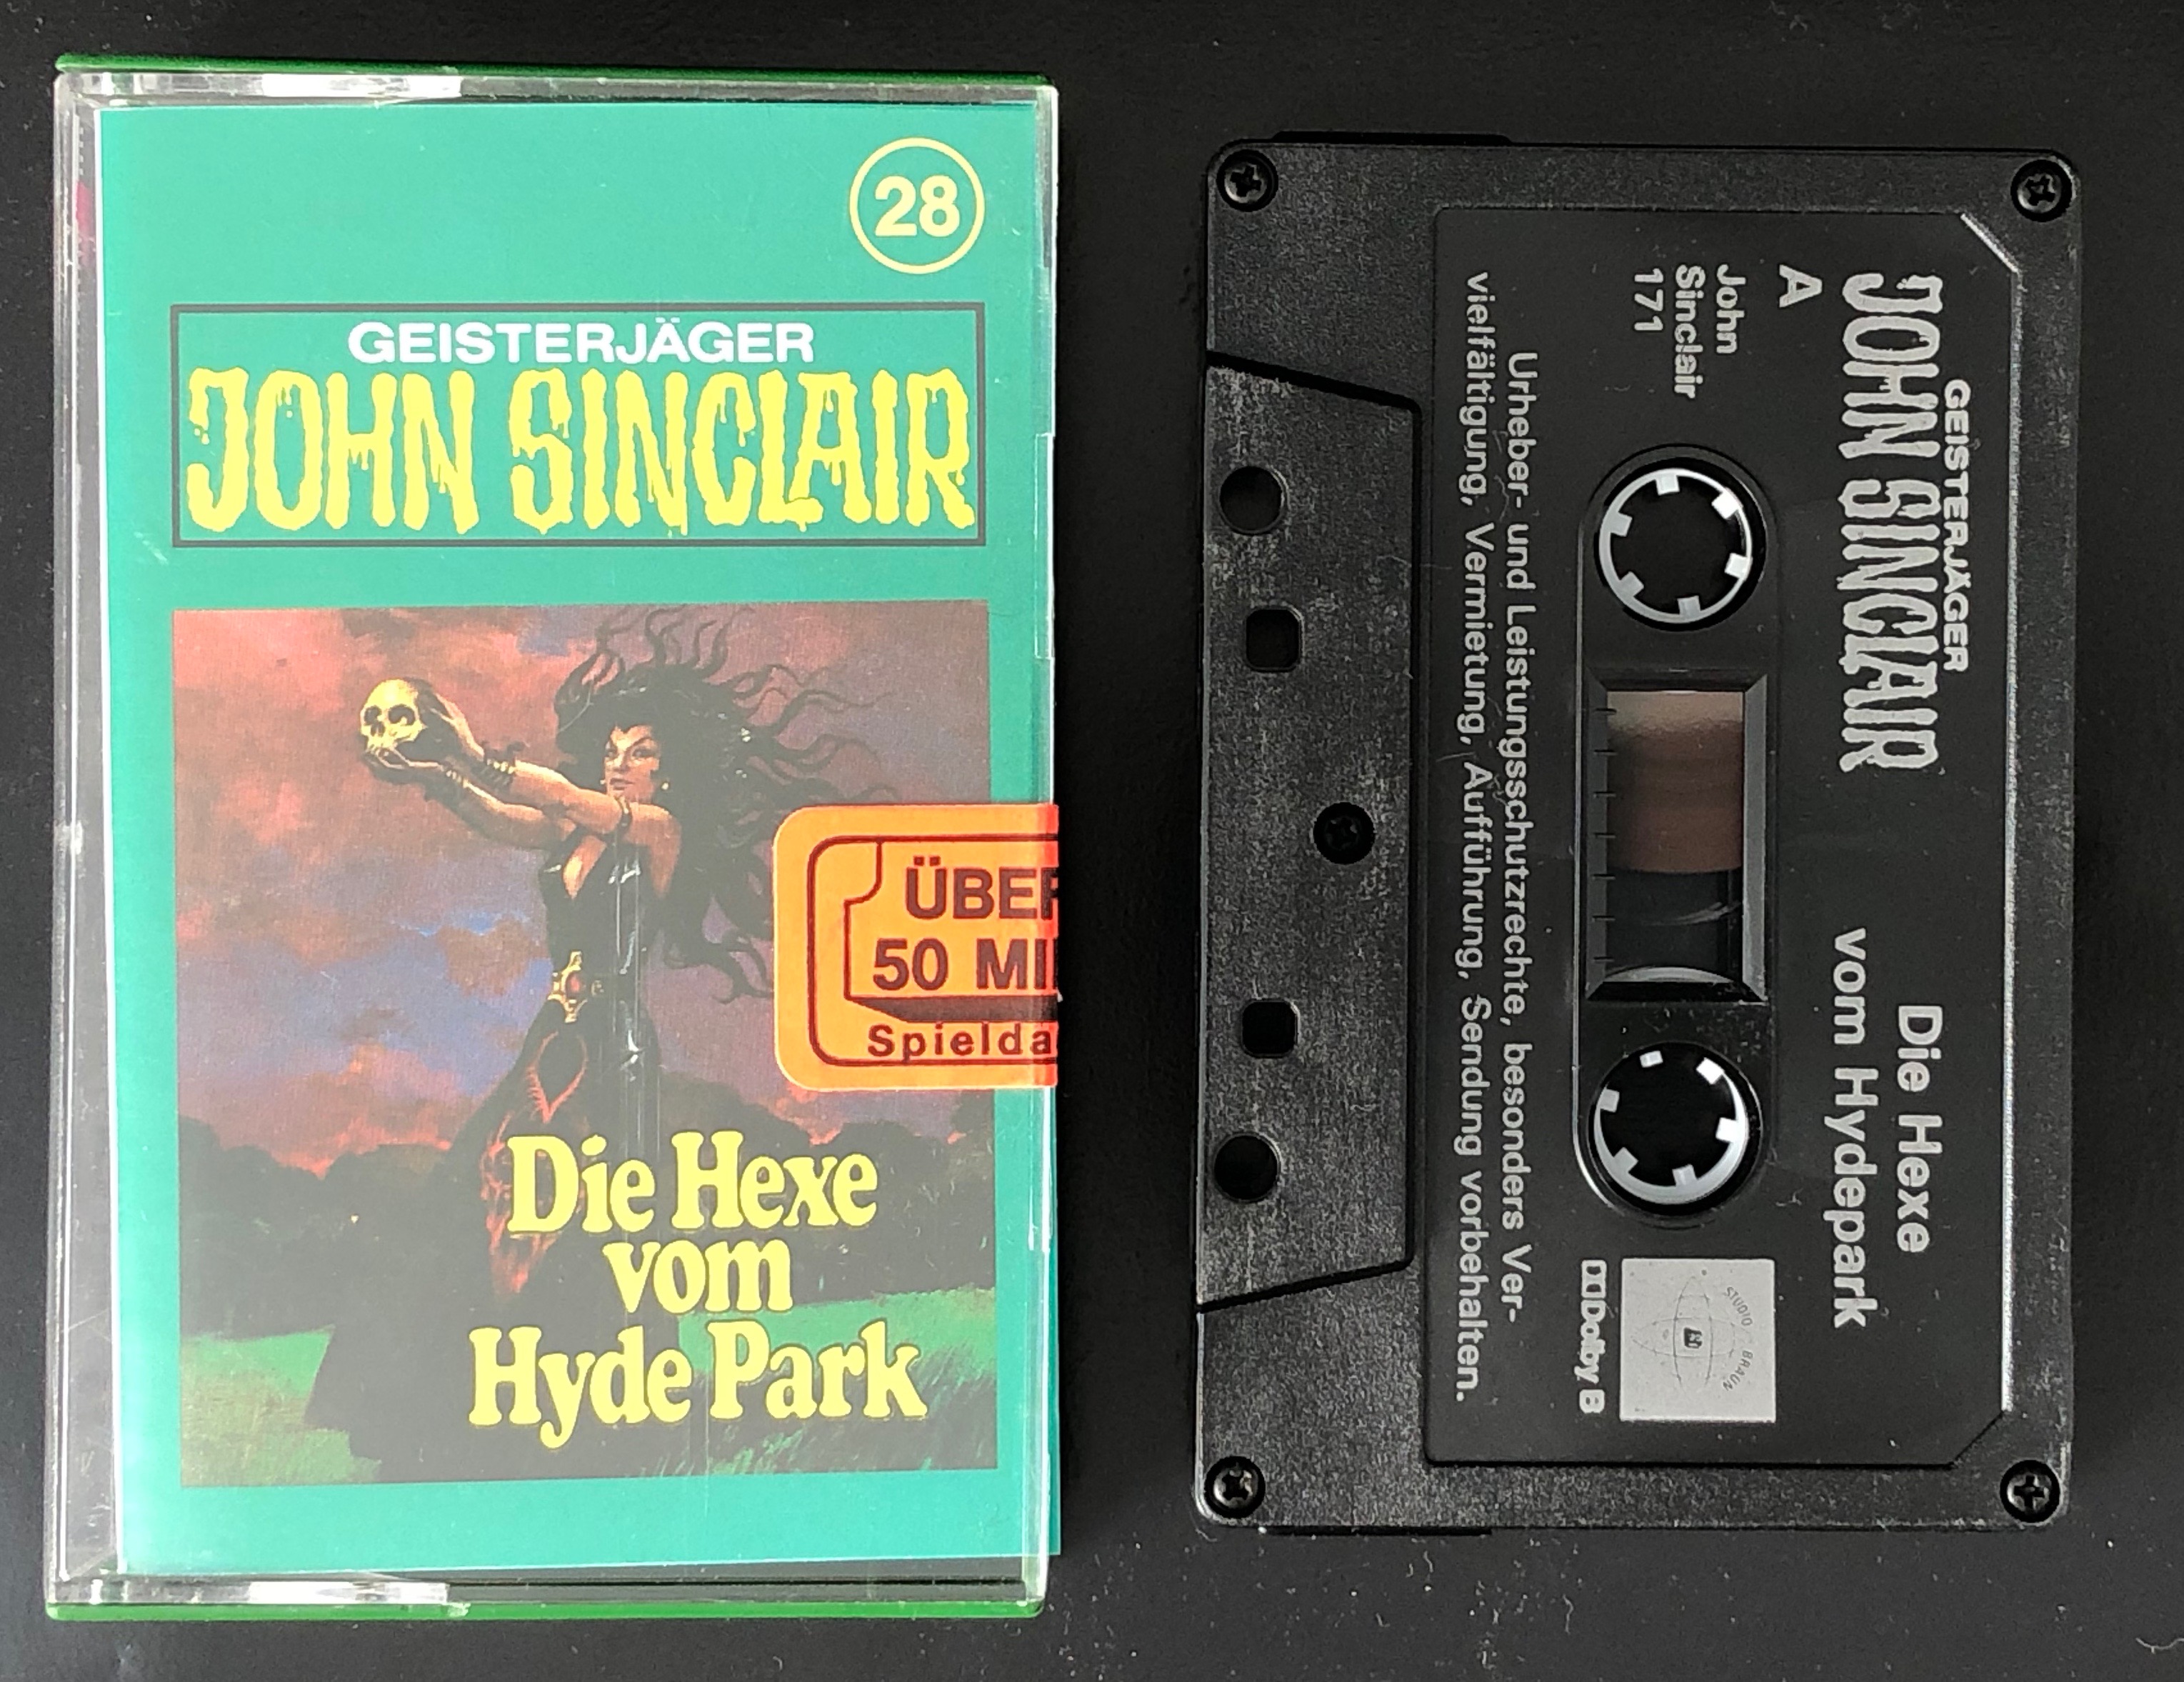 28
GEISTERJÄGER
JOHN SINCLAIR
ÜBER
50 MI
Spielda
Die Hexe
vom
Hyde Park
GEISTERJÄGER
JOHN SINCLAIR
Die Hexe
vom Hydepark
A
John
Sinclair
171
STUDIO BRAUN
Dolby B
Urheber- und Leistungsschutzrechte, besonders Ver-
vielfältigung, Vermietung, Aufführung, Sendung vorbehalten.